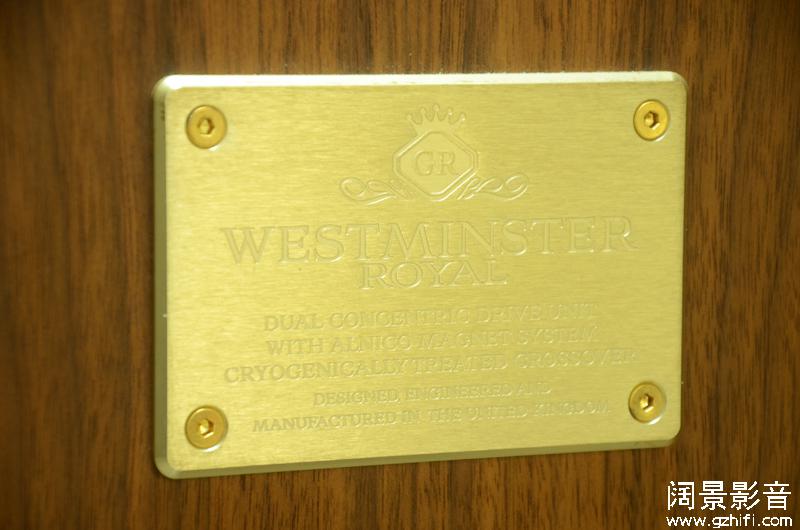 GR
WESTMINSTER
ROYAL
DUAL CONCENTRIC DRIVE UNIT
WITH ALNICO MAGNET SYSTEM
CRYOGENICALLY TREATED CROSSOVER
DESIGNED, ENGINEERED AND
MANUFACTURED IN THE UNITED KINGDOM
阔景影音
www.gzhifi.com